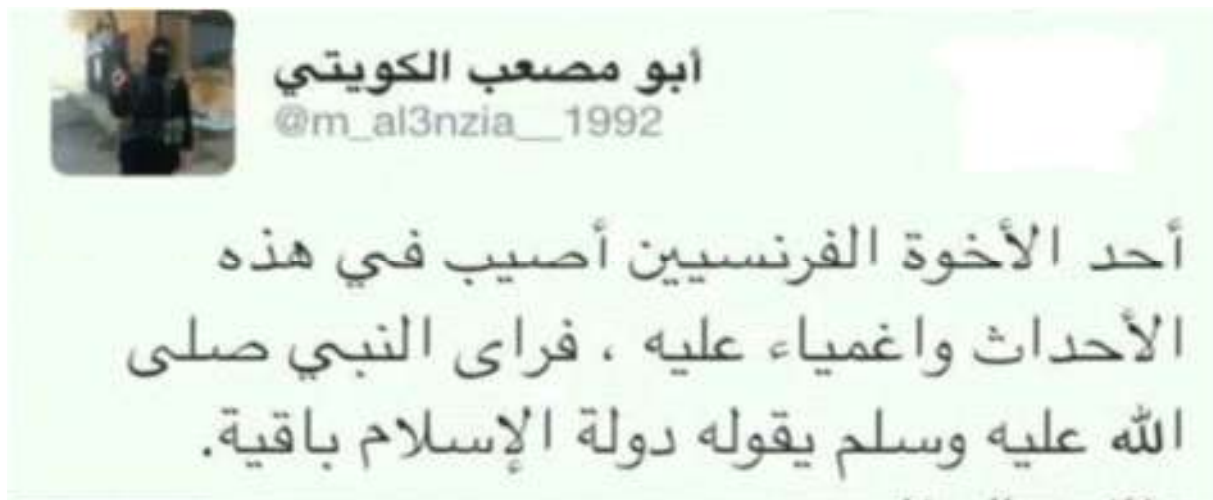 أبو مصعب الكويتي
@m_al3nzia__1992
أحد الأخوة الفرنسيين أصيب في هذه
الأحداث واغمياء عليه ، فراى النبي صلى
الله عليه وسلم يقوله دولة الإسلام باقية.